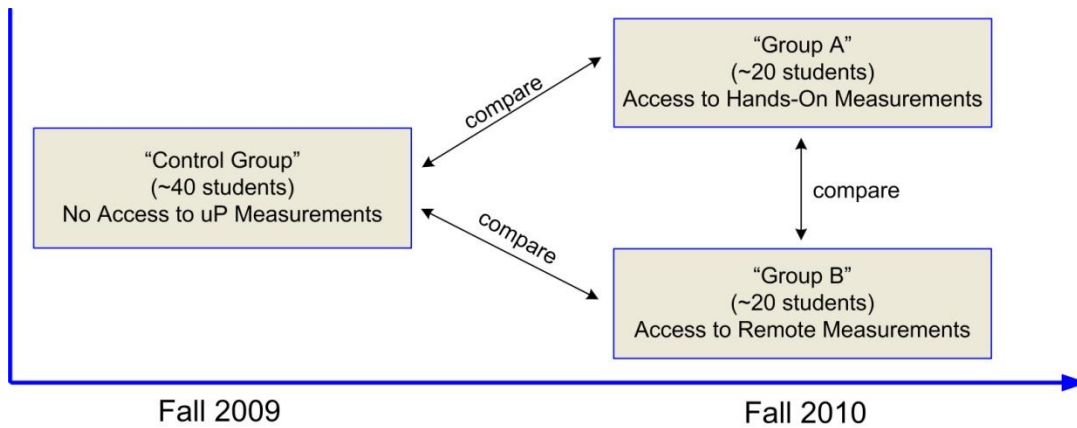 “Control Group”
(~40 students)
No Access to uP Measurements
compare
compare
“Group A”
(~20 students)
Access to Hands-On Measurements
compare
“Group B”
(~20 students)
Access to Remote Measurements
Fall 2009
Fall 2010